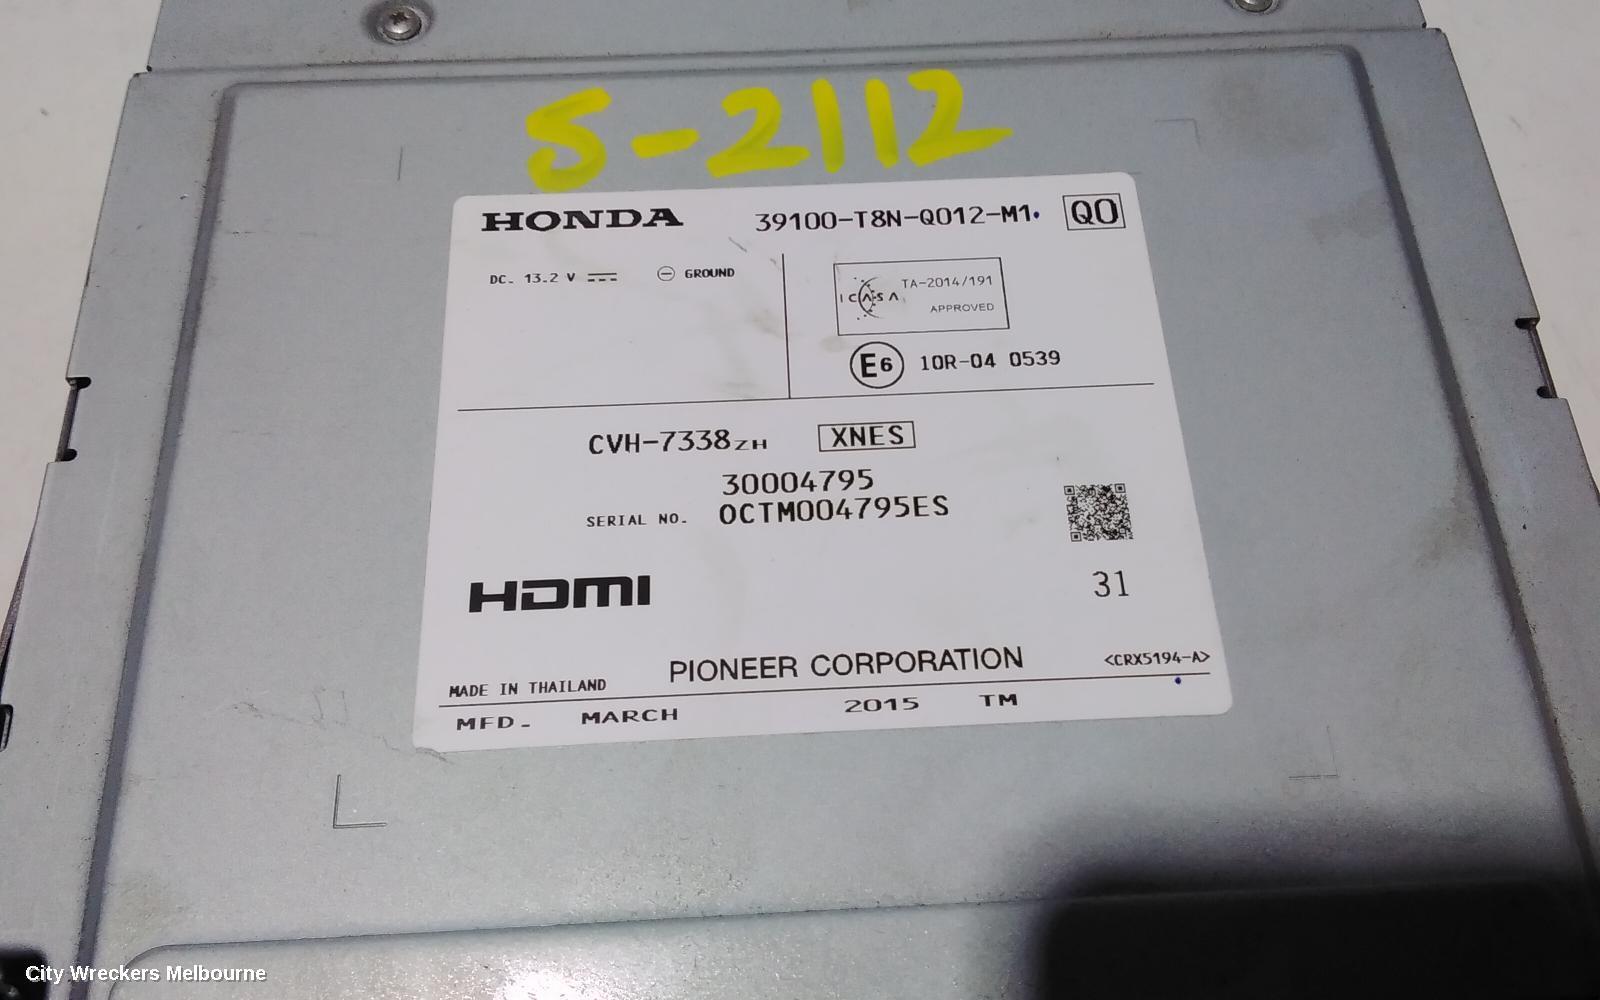 S-2112
HONDA 39100-T8N-Q012-M1 Q0
DC. 13.2 V GROUND
ICASA TA-2014/191
APPROVED
E6 10R-04 0539
CVH-7338ZH XNES
30004795
SERIAL NO. OCTM004795ES
HDMI
31
PIONEER CORPORATION <CRX5194-A>
MADE IN THAILAND
MFD. MARCH 2015 TM
City Wreckers Melbourne